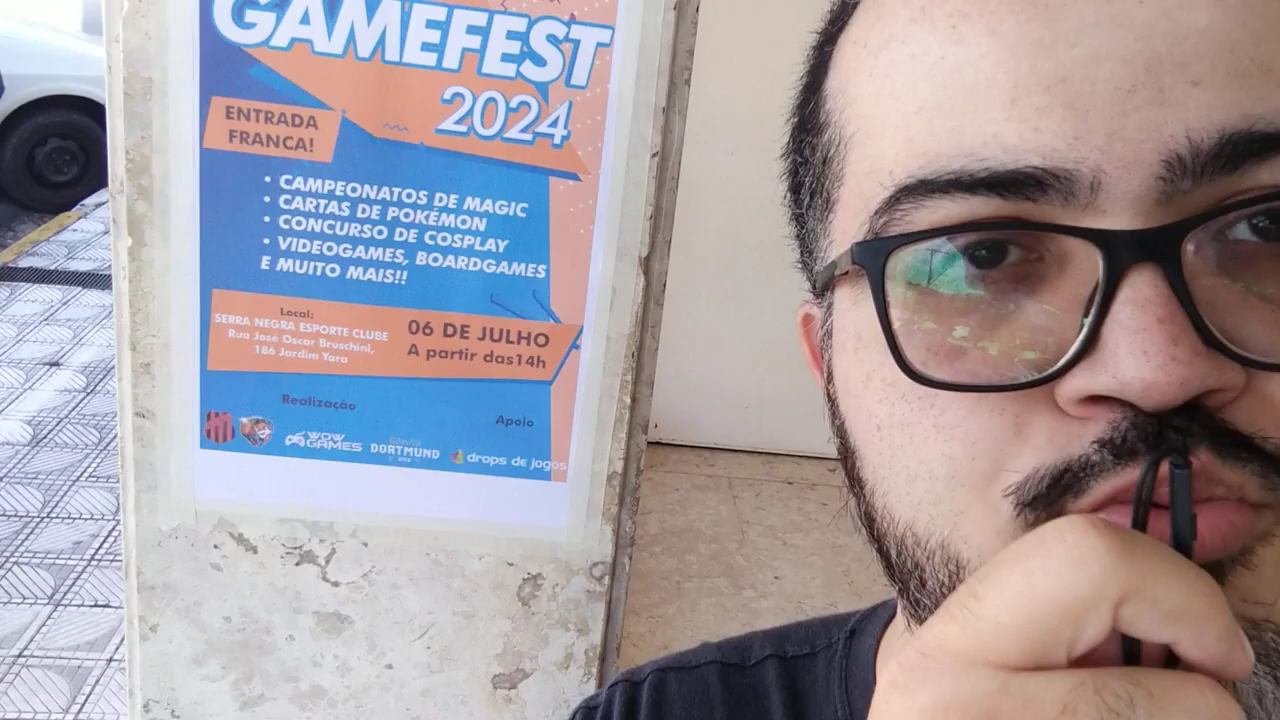 GAMEFEST
2024
ENTRADA
FRANCA!
• CAMPEONATOS DE MAGIC
• CARTAS DE POKÉMON
• CONCURSO DE COSPLAY
• VIDEOGAMES, BOARDGAMES
E MUITO MAIS!!
Local:
SERRA NEGRA ESPORTE CLUBE
Rua José Oscar Bruschini,
186 Jardim Yara
06 DE JULHO
A partir das14h
Realização
Apoio
WOW
GAMES
DORTMUND
drops de jogos